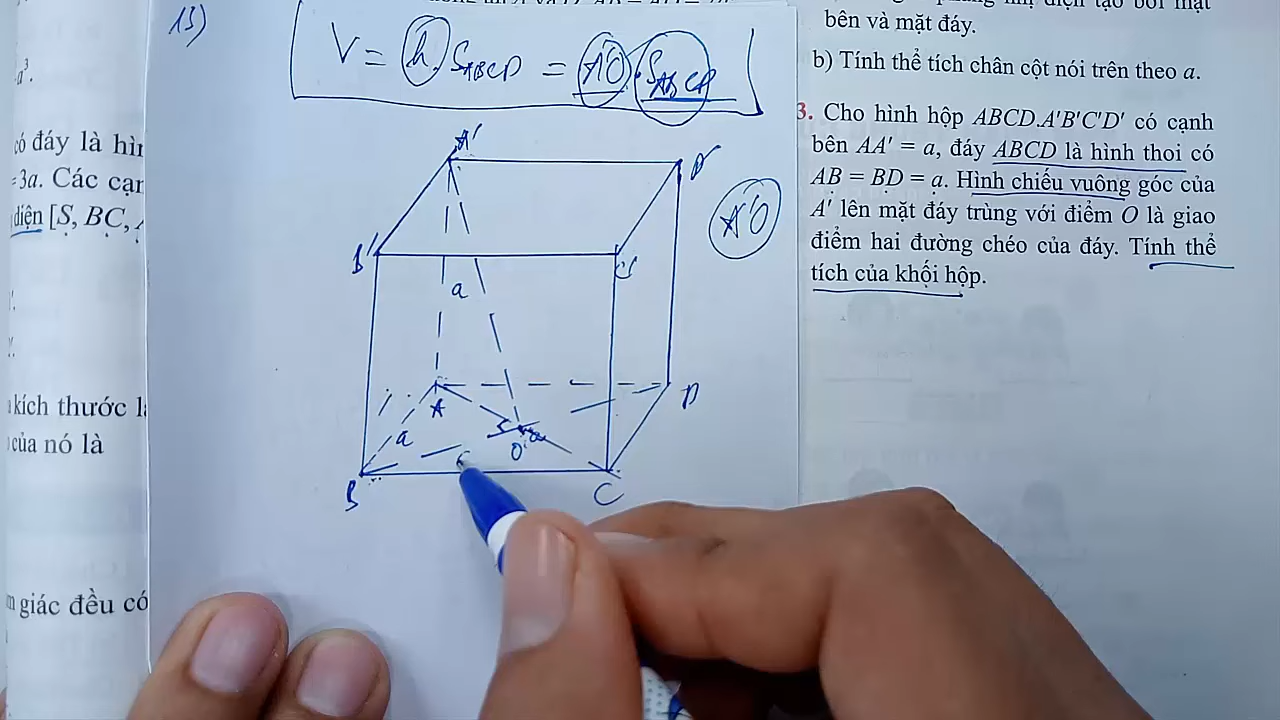 13)
V = h. SABCD = A'O . SABCD
a³.
có đáy là hìn
= 3a. Các cạn
diện [S, BC,
kích thước l
của nó là
giác đều có
A'
D'
B'
C'
A'O
a
A
D
a
a
O
B
C
bên và mặt đáy.
b) Tính thể tích chân cột nói trên theo a.
3. Cho hình hộp ABCD.A'B'C'D' có cạnh
bên AA' = a, đáy ABCD là hình thoi có
AB = BD = a. Hình chiếu vuông góc của
A' lên mặt đáy trùng với điểm O là giao
điểm hai đường chéo của đáy. Tính thể
tích của khối hộp.